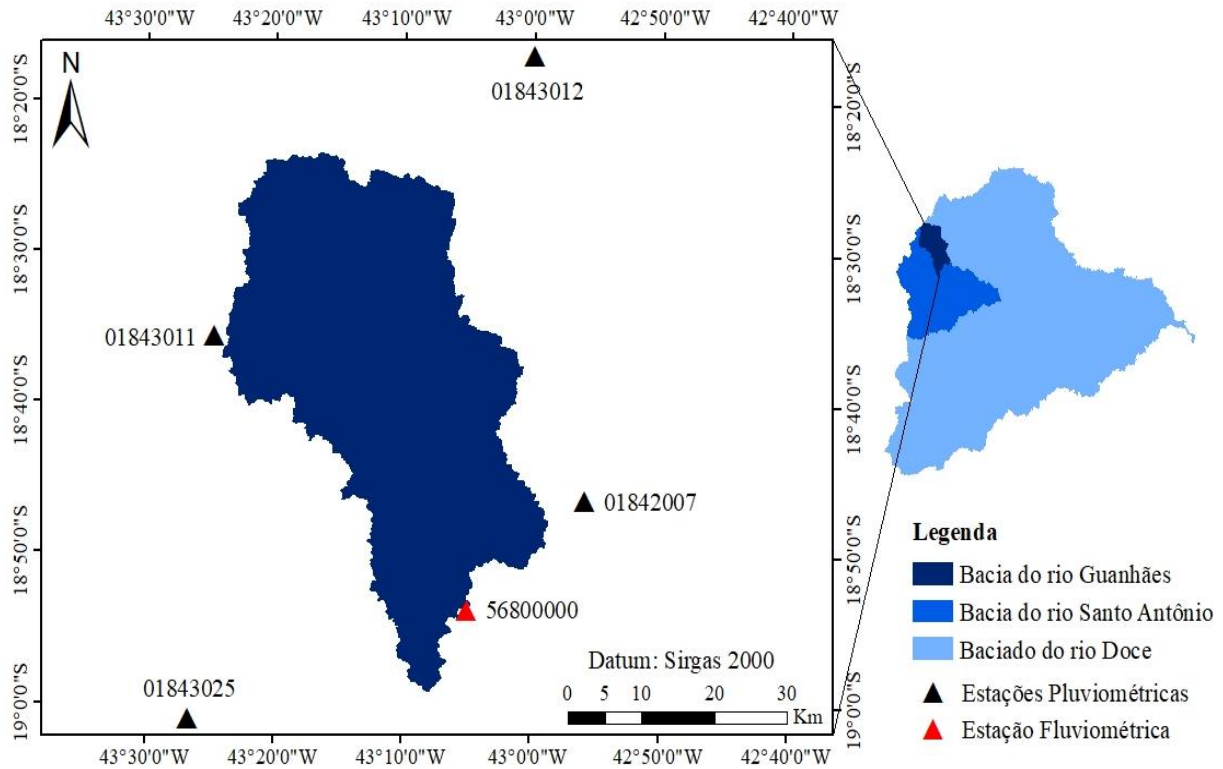 43°30'0"W 43°20'0"W 43°10'0"W 43°00'0"W 42°50'0"W 42°40'0"W
N
01843012
18°20'0"S
18°20'0"S
18°30'0"S
18°30'0"S
01843011
18°40'0"S
18°40'0"S
01842007
18°50'0"S
18°50'0"S
56800000
Datum: Sirgas 2000
0 5 10 20 30
Km
01843025
19°0'0"S
19°0'0"S
43°30'0"W 43°20'0"W 43°10'0"W 43°00'0"W 42°50'0"W 42°40'0"W
Legenda
Bacia do rio Guanhães
Bacia do rio Santo Antônio
Baciado do rio Doce
Estações Pluviométricas
Estação Fluviométrica